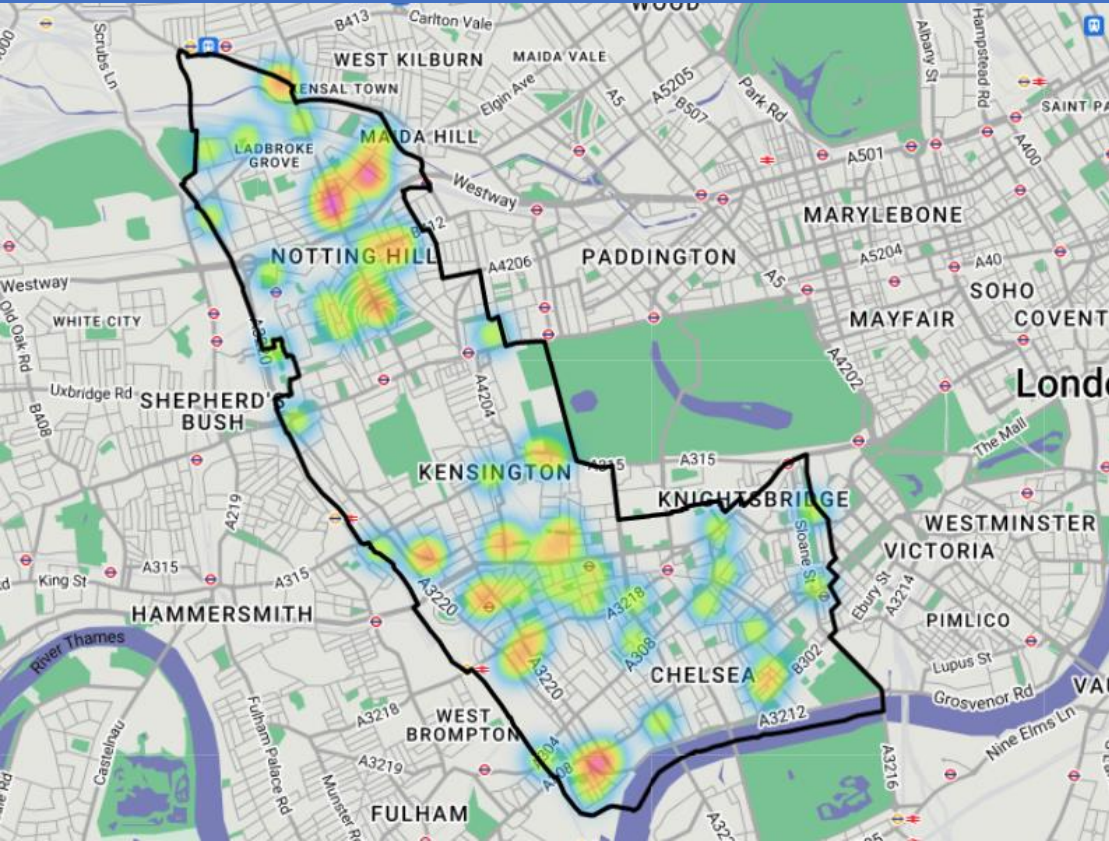 WOOD
B413
Carlton Vale
Scrubs Ln
WEST KILBURN
MAIDA VALE
Albany St
Hampstead Rd
A5205
B507
Park Rd
A5
Elgin Ave
ENSAL TOWN
SAINT PA
MAIDA HILL
A400
LADBROKE
GROVE
A501
Westway
MARYLEBONE
B412
NOTTING HILL
A4206
PADDINGTON
A5204
A40
A5
Westway
SOHO
Old Oak Rd
WHITE CITY
MAYFAIR
COVENT
A4202
Uxbridge Rd
A4204
Londo
SHEPHERD'S
BUSH
B408
The Mall
A315
A315
KENSINGTON
KNIGHTSBRIDGE
A219
WESTMINSTER
Sloane St
VICTORIA
A315
King St
A315
A3220
Ebury St
A3214
HAMMERSMITH
A3218
PIMLICO
River Thames
A308
B302
Lupus St
CHELSEA
A3220
VAU
Grosvenor Rd
A3218
A3212
WEST
BROMPTON
Fulham Palace Rd
Castelnau
Nine Elms Ln
A3219
A3216
Munster R
FULHAM